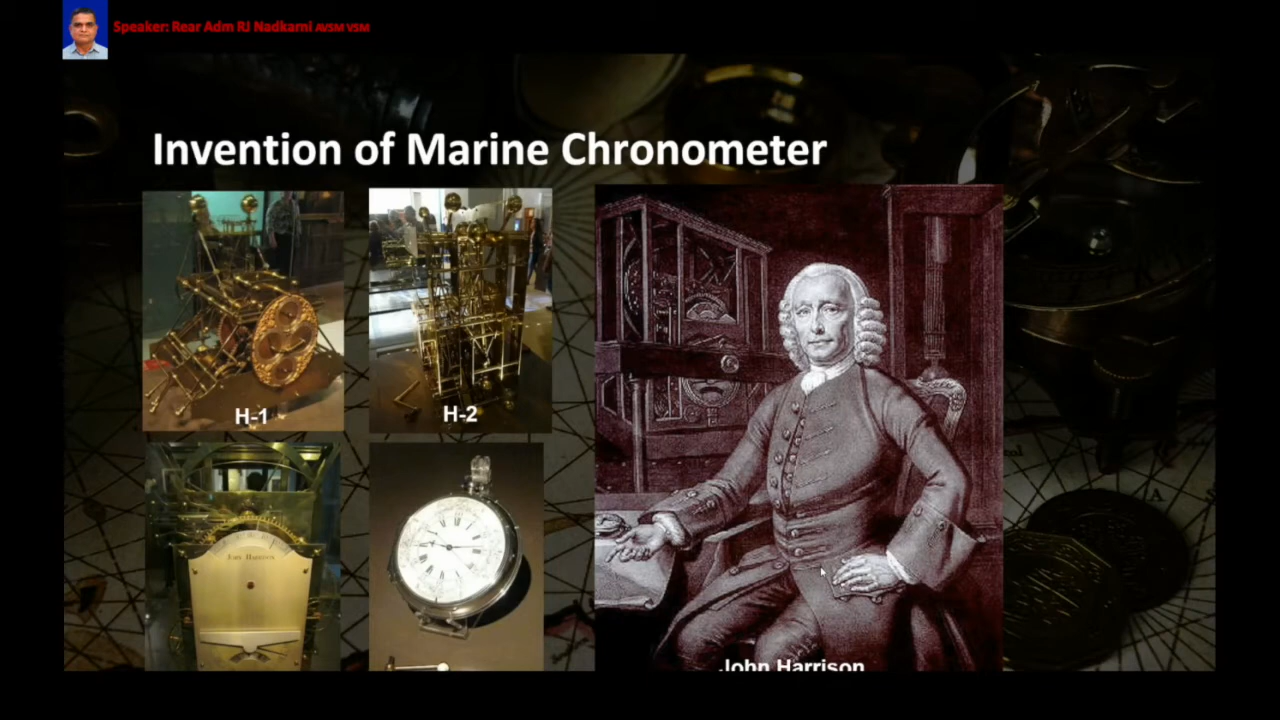 Speaker: Rear Adm RJ Nadkarni AVSM VSM
Invention of Marine Chronometer
H-1
H-2
John Harrison
John Harrison